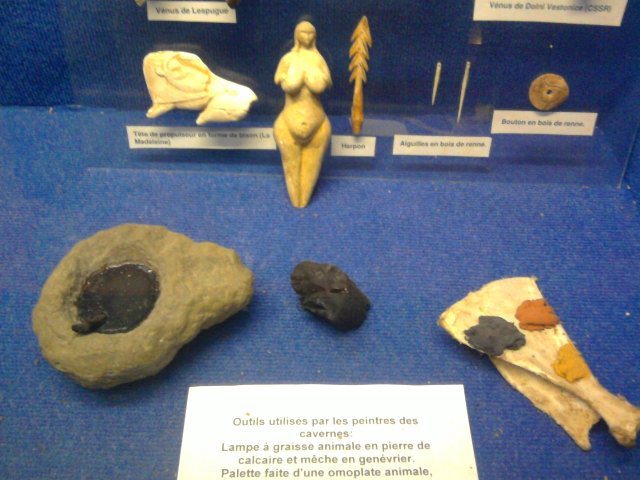 Vénus de Lespugue
Vénus de Dolni Vestonice (CSSR)
Tête de propulseur en forme de bison (La
Madeleine)
Harpon
Aiguilles en bois de renne.
Bouton en bois de renne.
Outils utilisés par les peintres des
cavernes:
Lampe à graisse animale en pierre de
calcaire et mêche en genévrier.
Palette faite d'une omoplate animale,